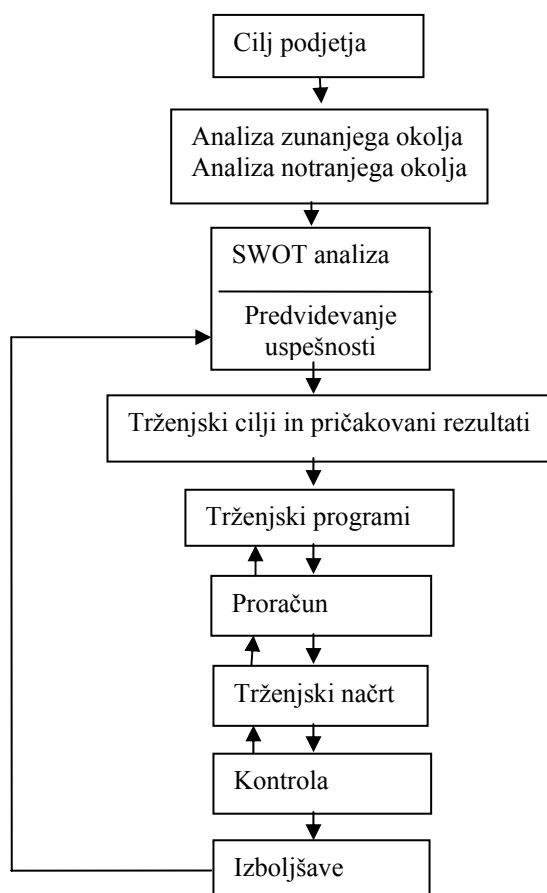 Cilj podjetja
Analiza zunanjega okolja
Analiza notranjega okolja
SWOT analiza
Predvidevanje
uspešnosti
Trženjski cilji in pričakovani rezultati
Trženjski programi
Proračun
Trženjski načrt
Kontrola
Izboljšave